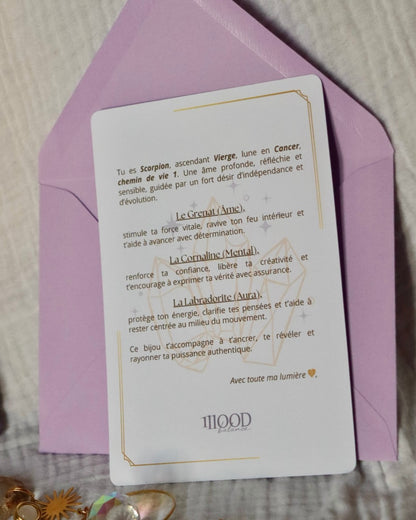 Tu es Scorpion, ascendant Vierge, lune en Cancer,
chemin de vie 1. Une âme profonde, réfléchie et
sensible, guidée par un fort désir d'indépendance et
d'évolution.
Le Grenat (Âme),
stimule ta force vitale, ravive ton feu intérieur et
t'aide à avancer avec détermination.
La Cornaline (Mental),
renforce ta confiance, libère ta créativité et
t'encourage à exprimer ta vérité avec assurance.
La Labradorite (Aura),
protège ton énergie, clarifie tes pensées et t'aide à
rester centrée au milieu du mouvement.
Ce bijou t'accompagne à t'ancrer, te révéler et
rayonner ta puissance authentique.
Avec toute ma lumière 🧡,
MOOD
balance